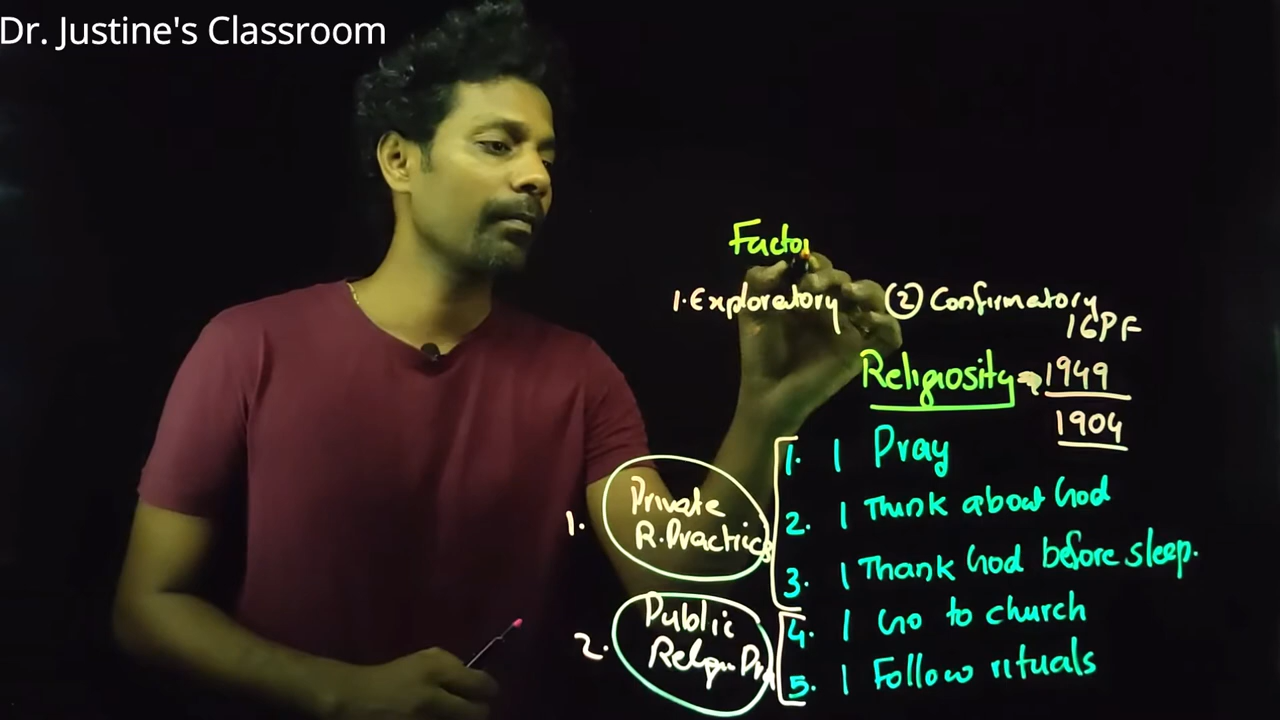 Dr. Justine's Classroom
Factor
1. Exploratory (2) Confirmatory
16PF
Religiosity → 1949
1904
1. I Pray
2. I Think about God
3. I Thank God before sleep.
4. I Go to church
5. I Follow rituals
1. Private
R. Practics
2. Public